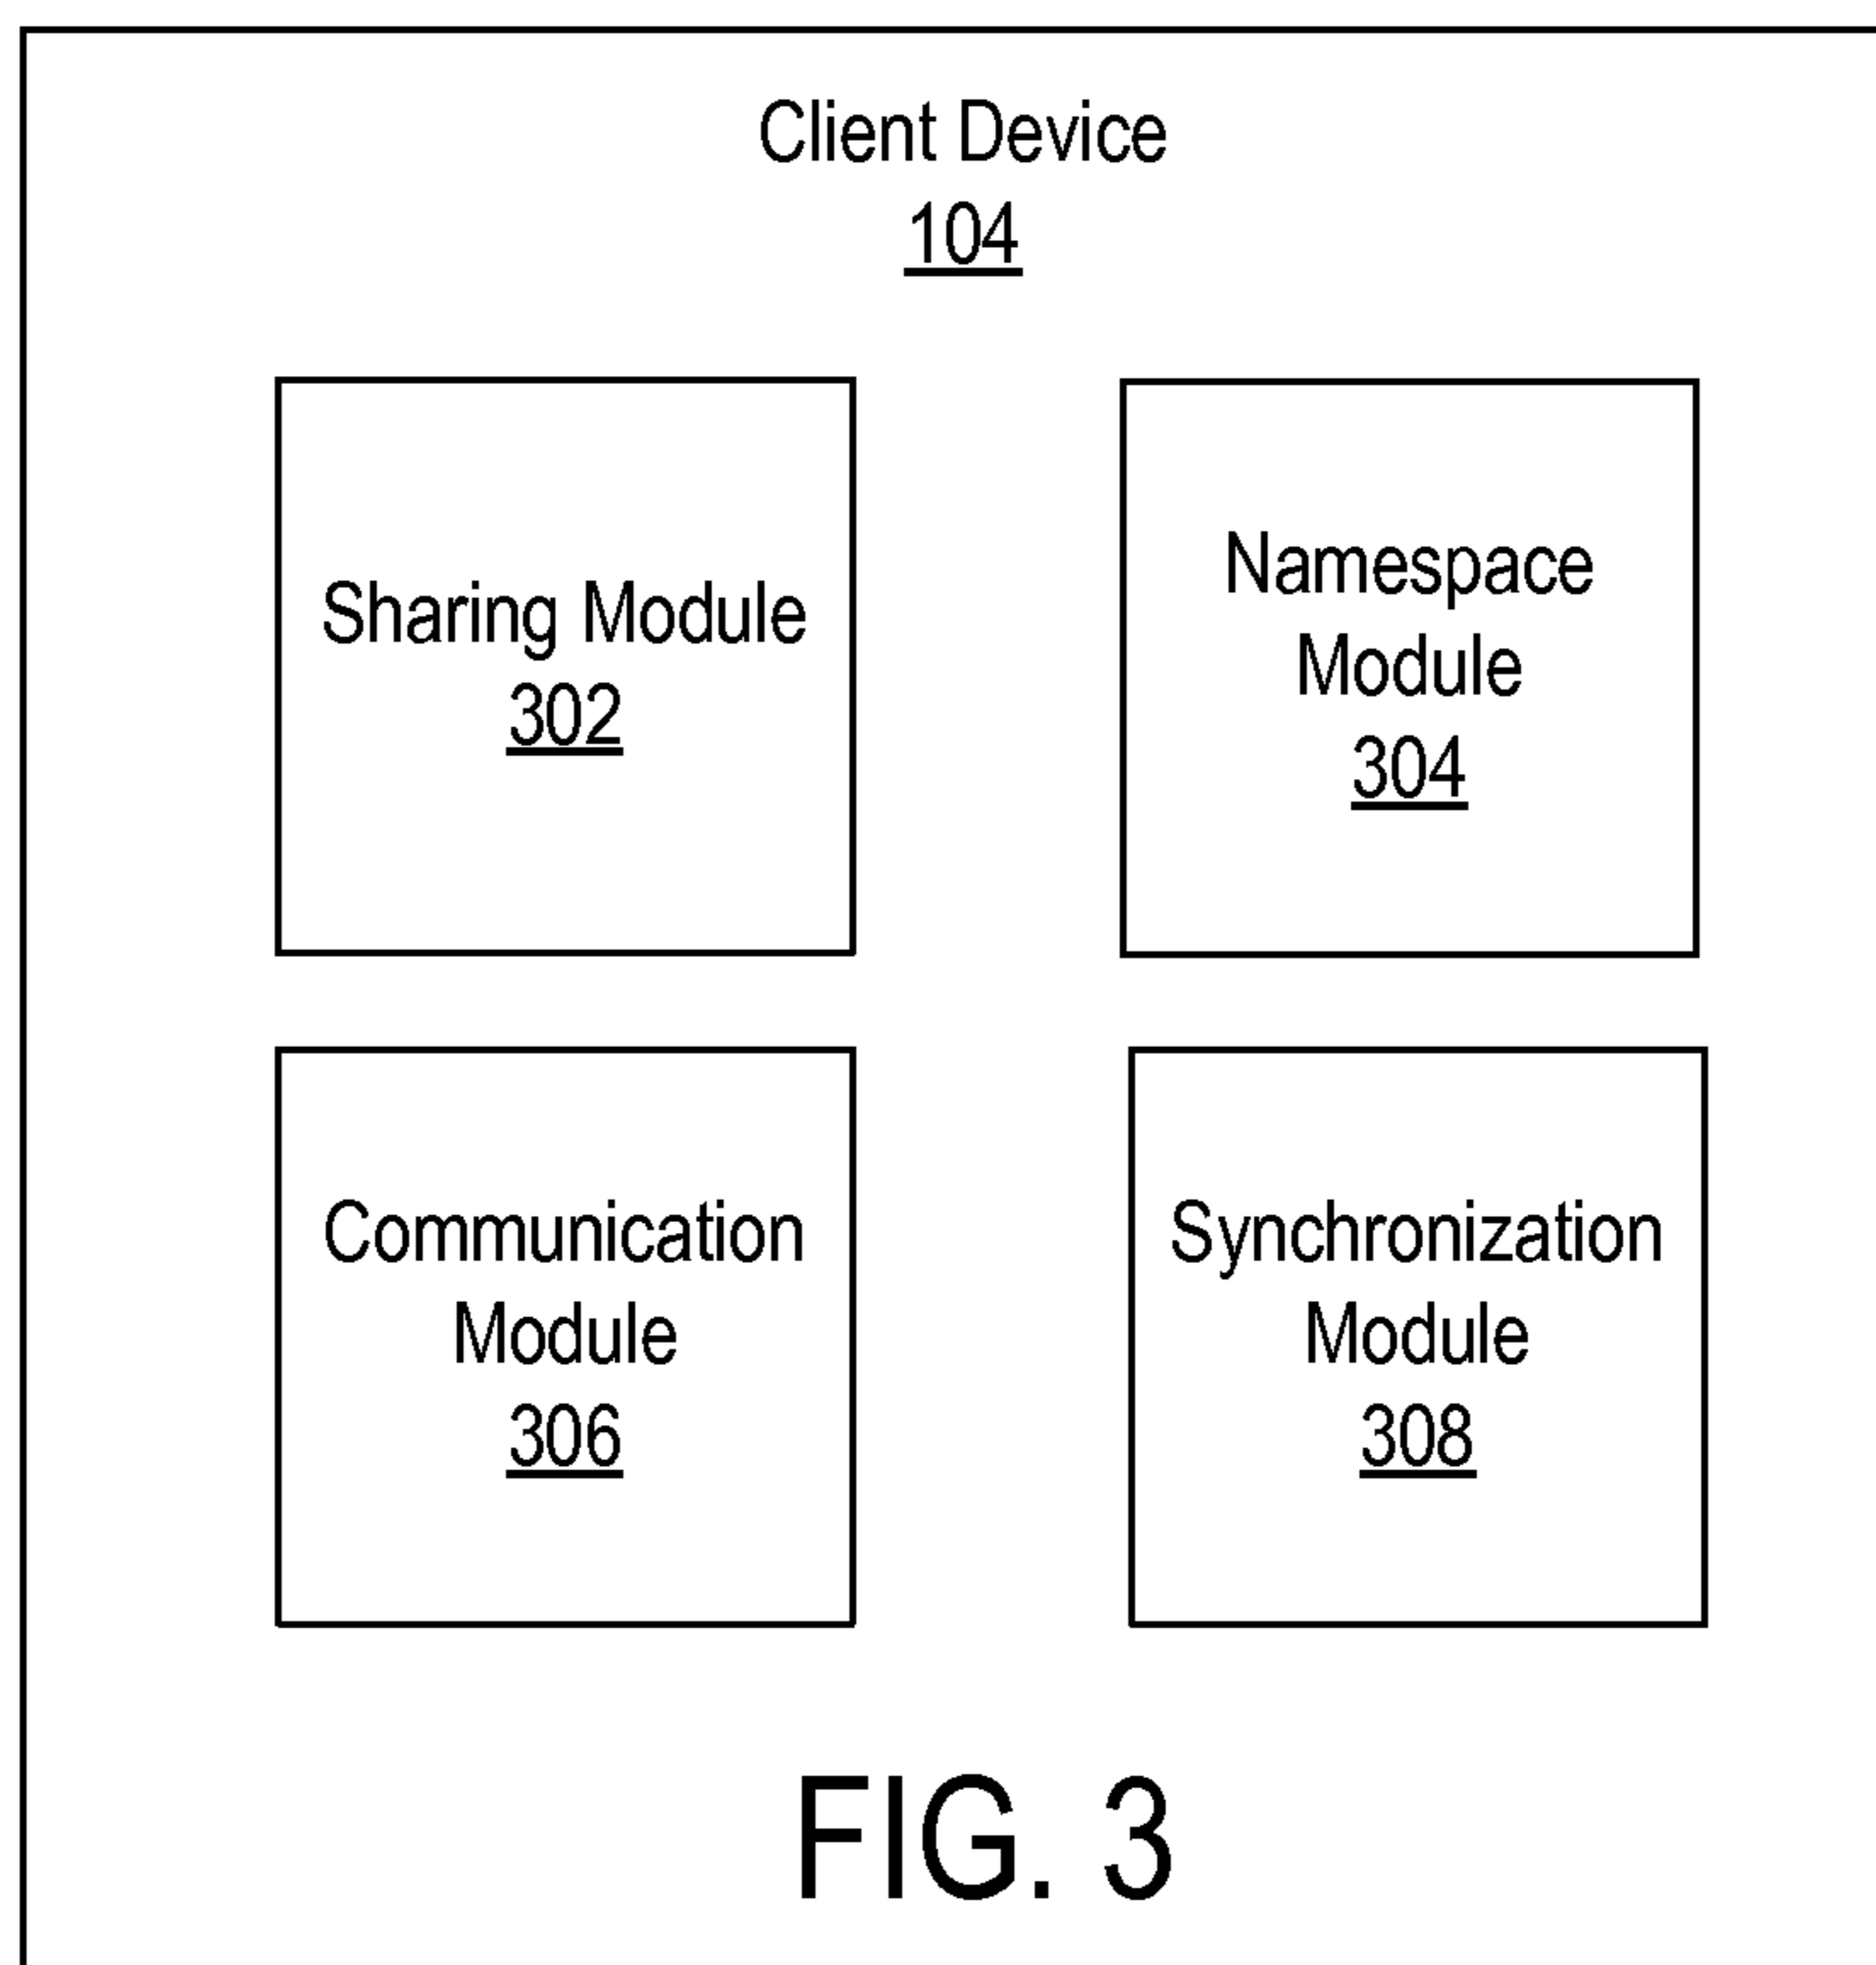 Client Device
104
Sharing Module
302
Namespace
Module
304
Communication
Module
306
Synchronization
Module
308
FIG. 3